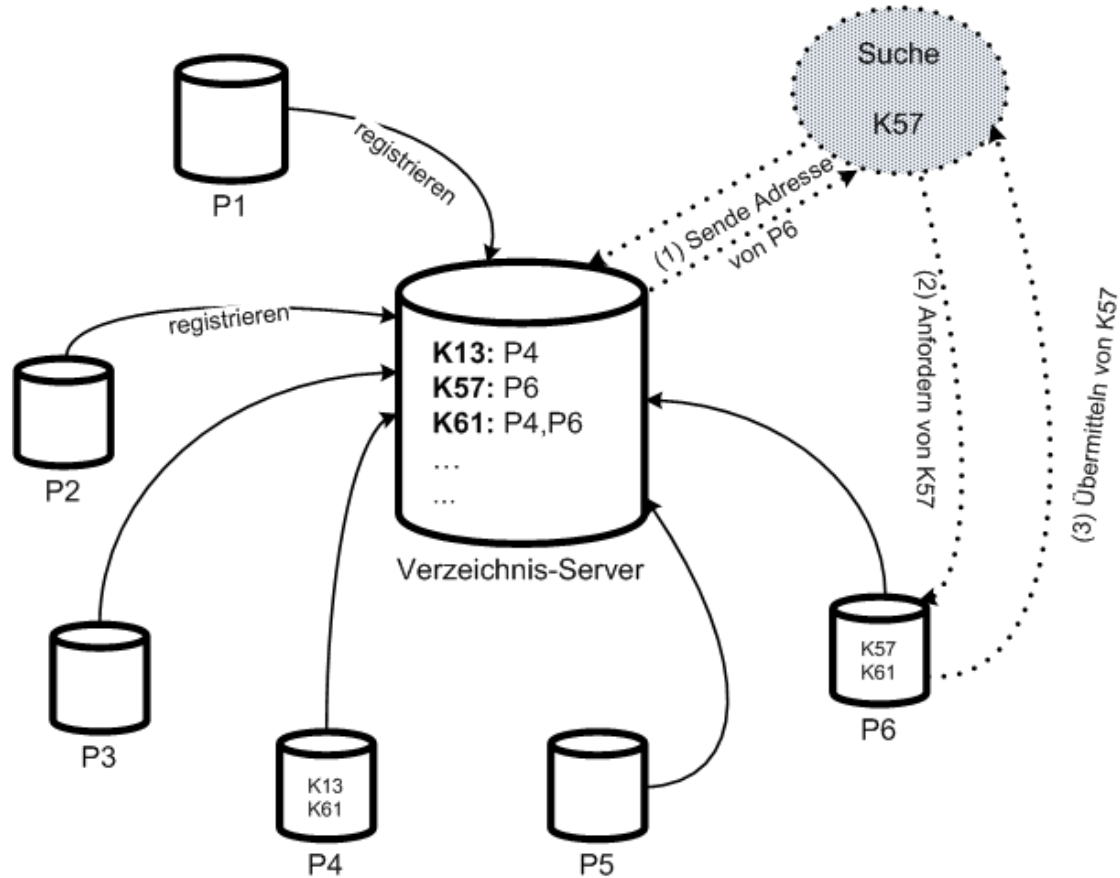 Suche
K57
P1
registrieren
(1) Sende Adresse
von P6
registrieren
P2
K13: P4
K57: P6
K61: P4,P6
...
...
Verzeichnis-Server
(2) Anfordern von K57
(3) Übermitteln von K57
P3
K13
K61
P4
P5
K57
K61
P6